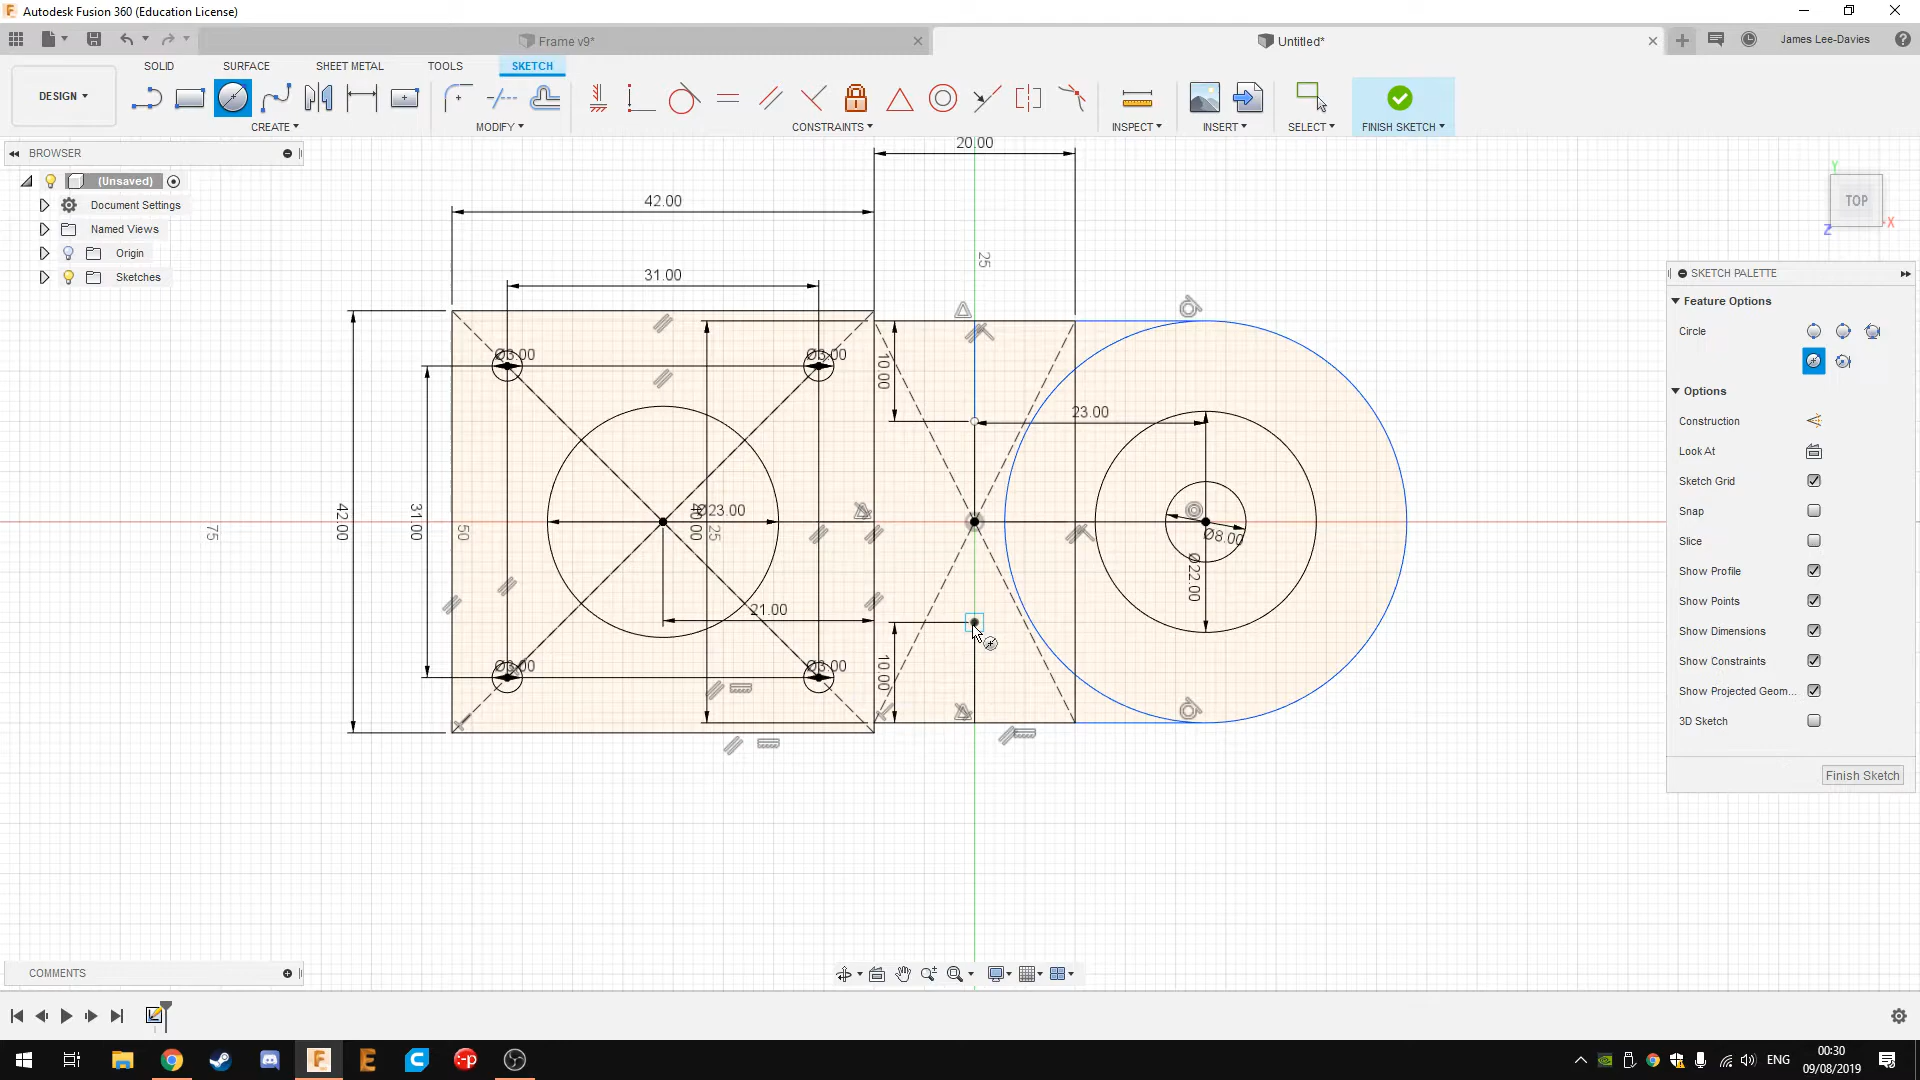 Autodesk Fusion 360 (Education License)
Frame v9*
Untitled*
James Lee-Davies
DESIGN
SOLID
SURFACE
SHEET METAL
TOOLS
SKETCH
CREATE
MODIFY
CONSTRAINTS
INSPECT
INSERT
SELECT
FINISH SKETCH
BROWSER
(Unsaved)
Document Settings
Named Views
Origin
Sketches
20.00
42.00
31.00
25
Ø3.00
Ø3.00
10.00
23.00
42.00
31.00
75
50
Ø23.00
25
Ø8.00
Ø22.00
21.00
Ø3.00
Ø3.00
10.00
Y
TOP
X
Z
SKETCH PALETTE
Feature Options
Circle
Options
Construction
Look At
Sketch Grid
Snap
Slice
Show Profile
Show Points
Show Dimensions
Show Constraints
Show Projected Geom...
3D Sketch
Finish Sketch
COMMENTS
ENG
00:30
09/08/2019